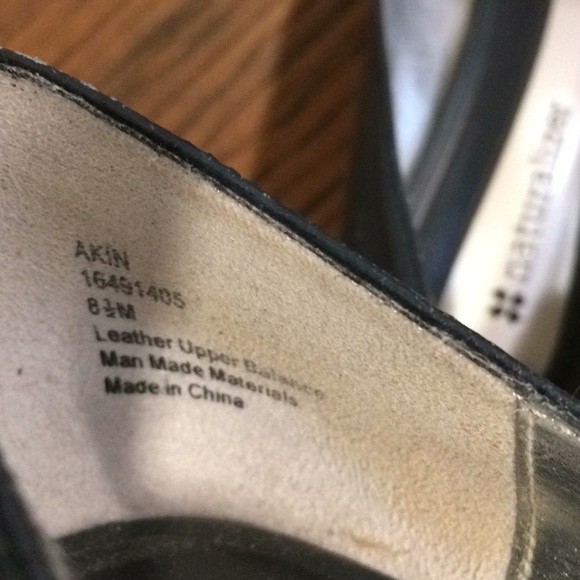 AKIN
16491405
8½M
Leather Upper Balance
Man Made Materials
Made in China
naturalizer